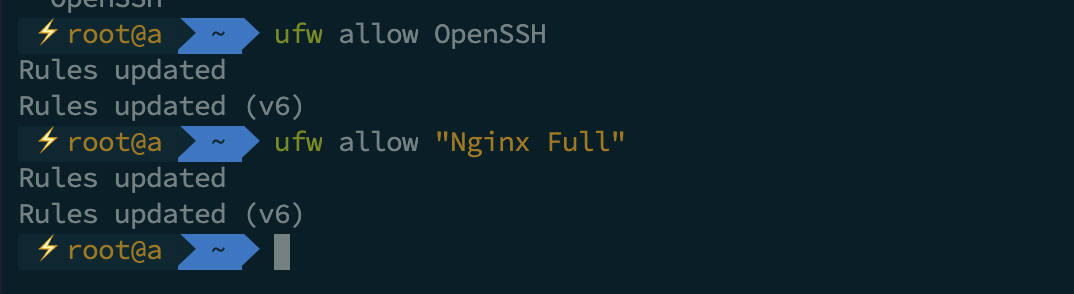 OpenSSH
⚡ root@a ~ ufw allow OpenSSH
Rules updated
Rules updated (v6)
⚡ root@a ~ ufw allow "Nginx Full"
Rules updated
Rules updated (v6)
⚡ root@a ~